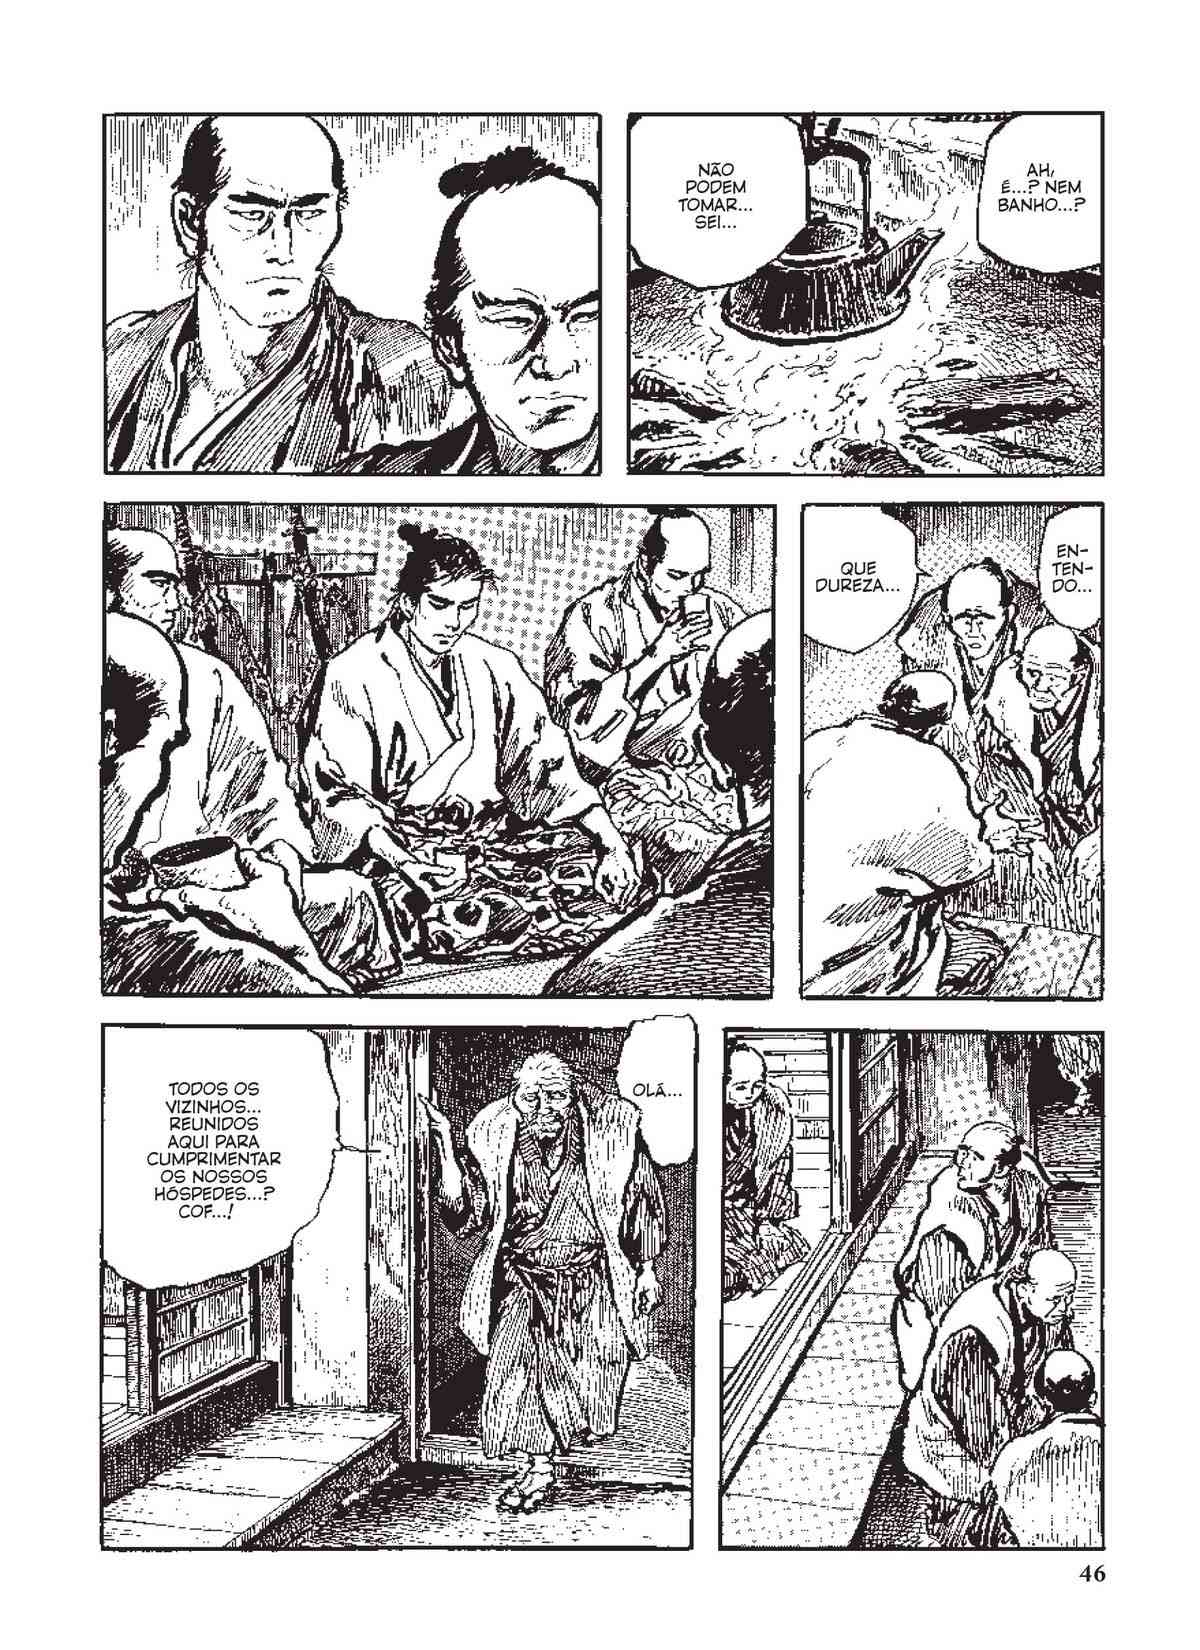 AH,
É...? NEM
BANHO...?
NÃO
PODEM
TOMAR...
SEI...
EN-
TEN-
DO...
QUE
DUREZA...
OLÁ...
TODOS OS
VIZINHOS...
REUNIDOS
AQUI PARA
CUMPRIMENTAR
OS NOSSOS
HÓSPEDES...?
COF...!
46